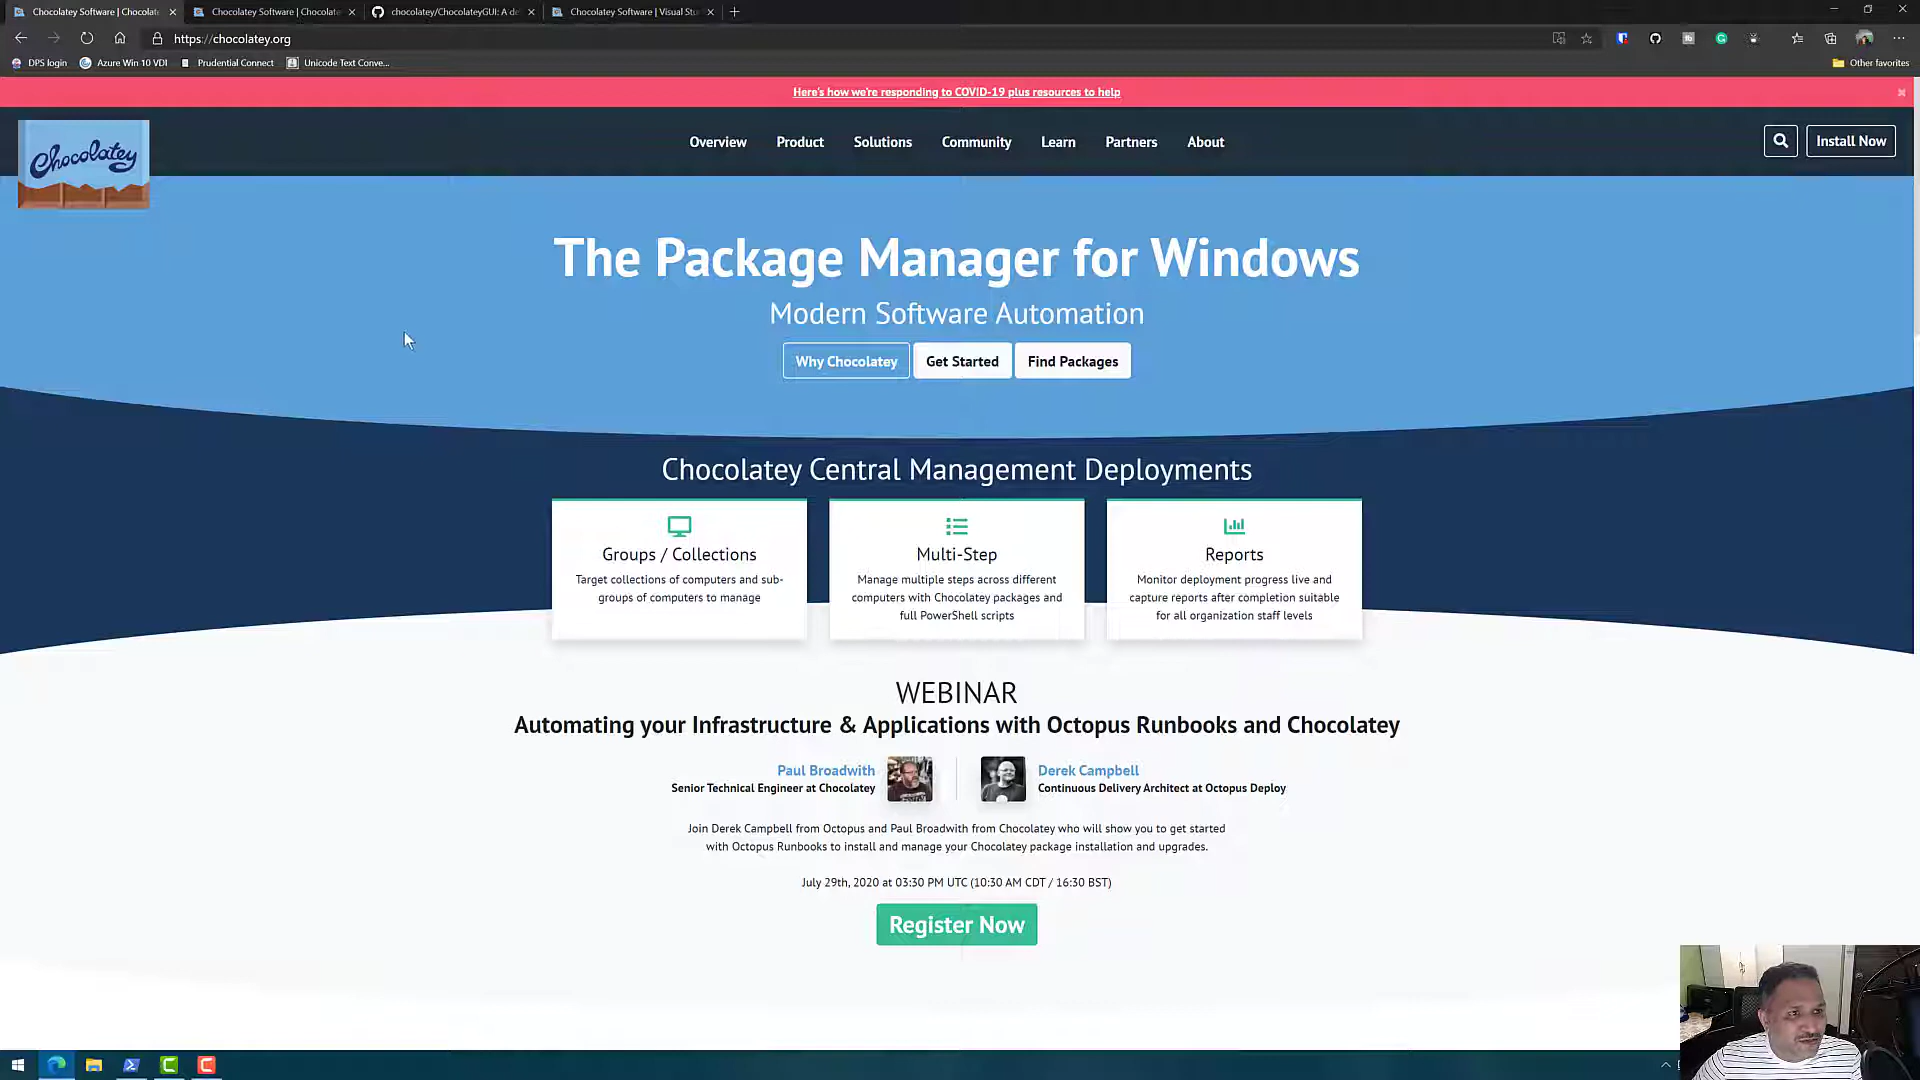 Chocolatey Software | Chocolat
Chocolatey Software | Chocolate
chocolatey/ChocolateyGUI: A de
Chocolatey Software | Visual Stu
https://chocolatey.org
DPS login
Azure Win 10 VDI
Prudential Connect
Unicode Text Conve...
Other favorites
Here's how we're responding to COVID-19 plus resources to help
Chocolatey
Overview
Product
Solutions
Community
Learn
Partners
About
Install Now
The Package Manager for Windows
Modern Software Automation
Why Chocolatey
Get Started
Find Packages
Chocolatey Central Management Deployments
Groups / Collections
Target collections of computers and sub-
groups of computers to manage
Multi-Step
Manage multiple steps across different
computers with Chocolatey packages and
full PowerShell scripts
Reports
Monitor deployment progress live and
capture reports after completion suitable
for all organization staff levels
WEBINAR
Automating your Infrastructure & Applications with Octopus Runbooks and Chocolatey
Paul Broadwith
Senior Technical Engineer at Chocolatey
Derek Campbell
Continuous Delivery Architect at Octopus Deploy
Join Derek Campbell from Octopus and Paul Broadwith from Chocolatey who will show you to get started
with Octopus Runbooks to install and manage your Chocolatey package installation and upgrades.
July 29th, 2020 at 03:30 PM UTC (10:30 AM CDT / 16:30 BST)
Register Now